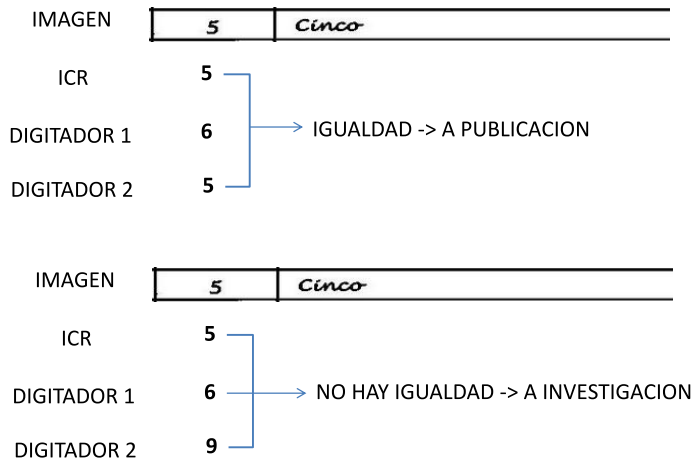 IMAGEN 5 Cinco
ICR 5
DIGITADOR 1 6 IGUALDAD -> A PUBLICACION
DIGITADOR 2 5
IMAGEN 5 Cinco
ICR 5
DIGITADOR 1 6 NO HAY IGUALDAD -> A INVESTIGACION
DIGITADOR 2 9